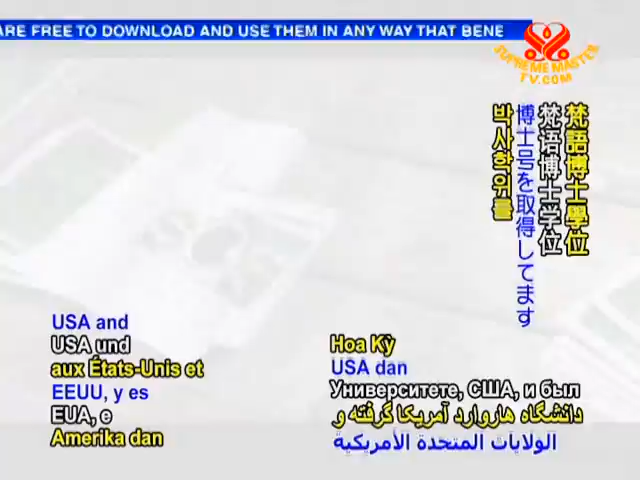 ARE FREE TO DOWNLOAD AND USE THEM IN ANY WAY THAT BENE
SUPREME MASTER
TV.COM
梵語博士學位
梵语博士学位
博士号を取得してます
박사학위를
USA and
USA und
aux États-Unis et
EEUU, y es
EUA, e
Amerika dan
Hoa Kỳ
USA dan
Университете, США, и был
دانشگاه هاروارد آمریکا گرفته و
الولايات المتحدة الأمريكية